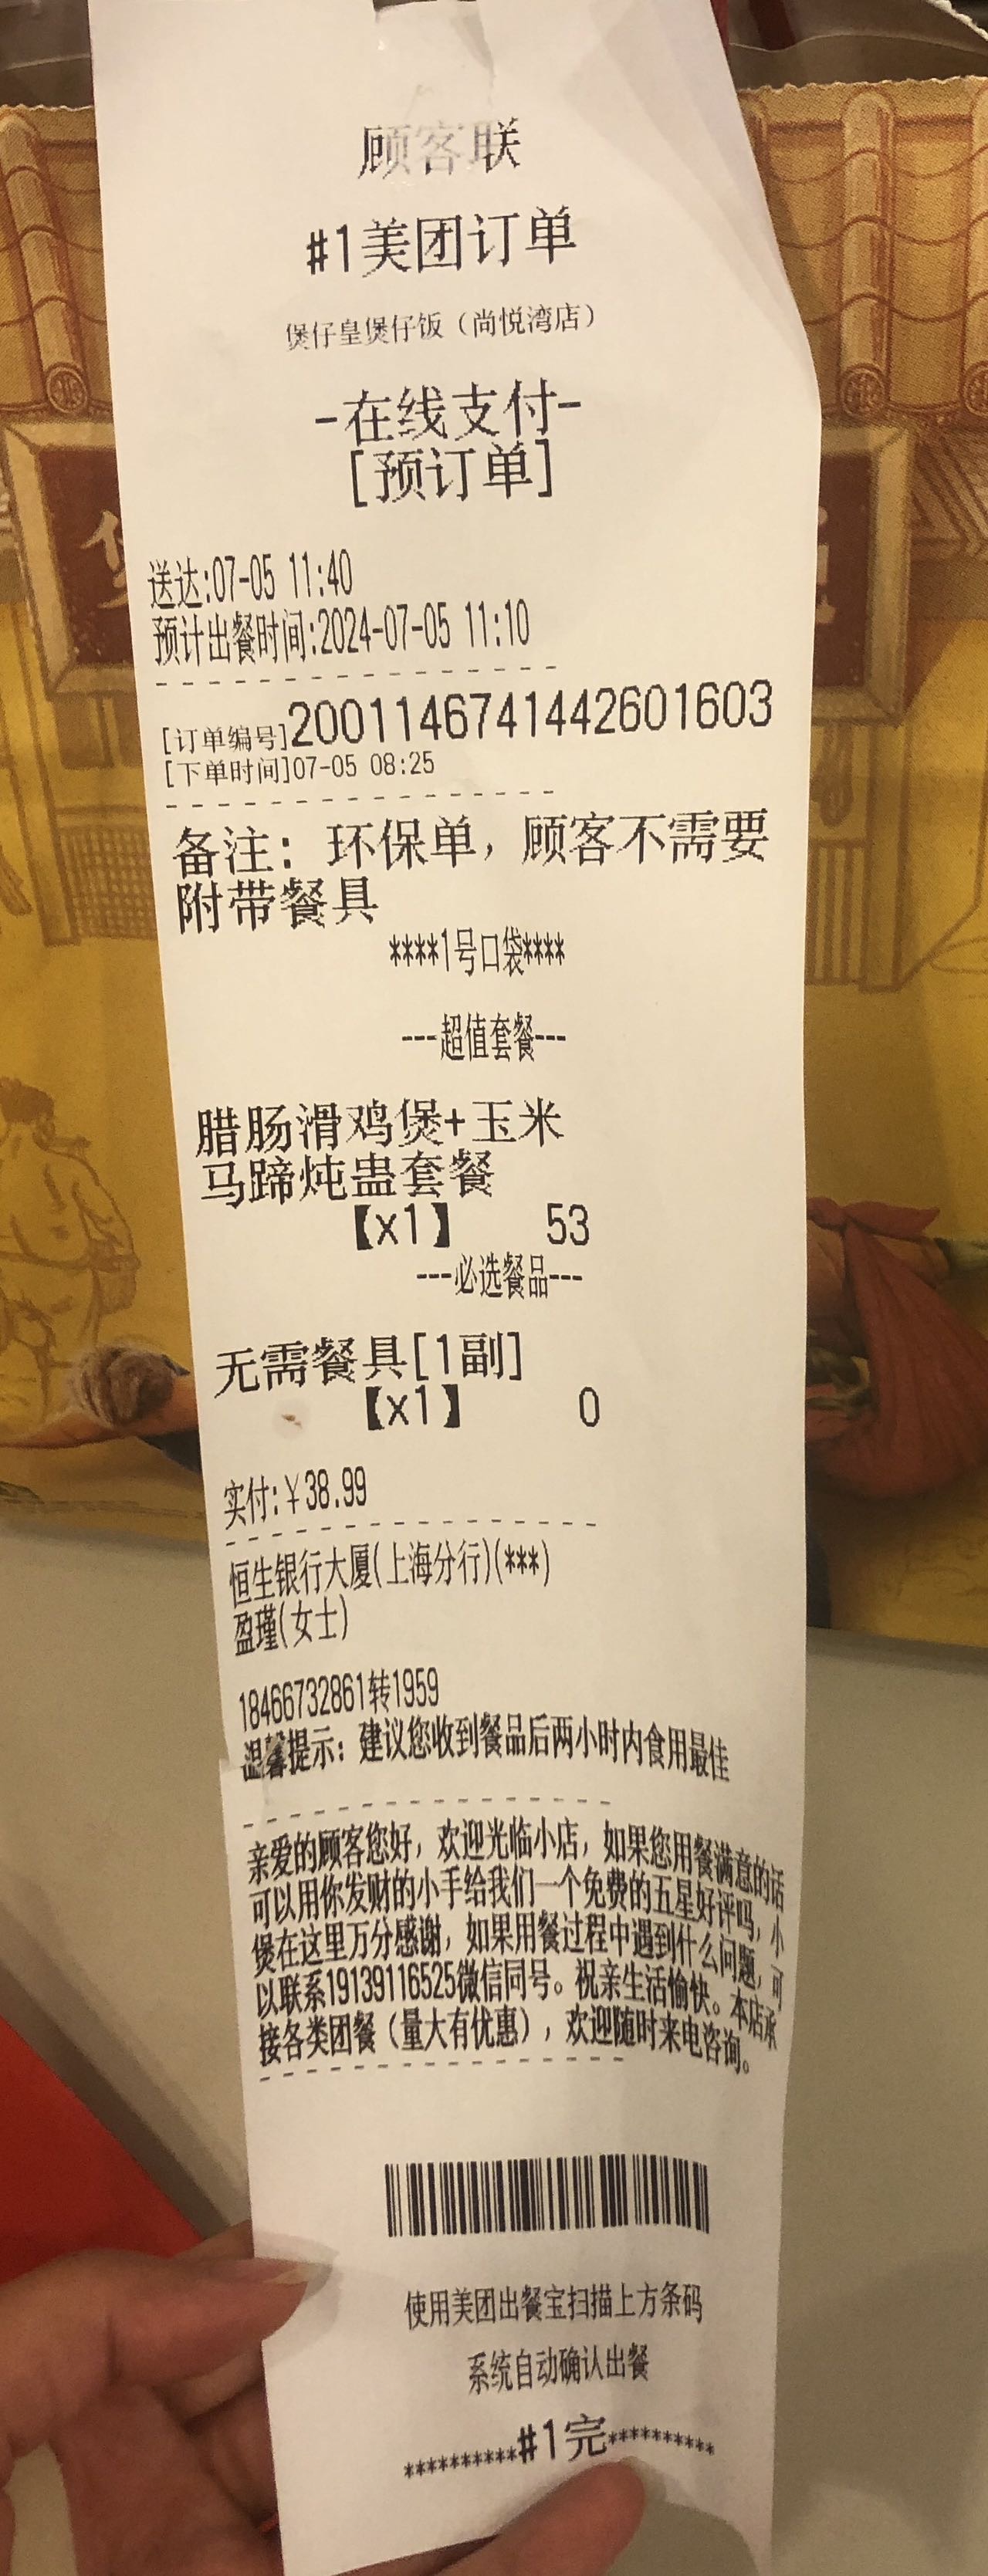 顾客联
#1美团订单
煲仔皇煲仔饭（尚悦湾店）
-在线支付-
[预订单]
送达:07-05 11:40
预计出餐时间:2024-07-05 11:10
[订单编号]2001146741442601603
[下单时间]07-05 08:25
备注：环保单，顾客不需要
附带餐具
****1号口袋****
---超值套餐---
腊肠滑鸡煲+玉米
马蹄炖盅套餐
【x1】 53
---必选餐品---
无需餐具[1副]
【x1】 0
实付:￥38.99
恒生银行大厦(上海分行)(***)
盈瑾(女士)
18466732861转1959
温馨提示：建议您收到餐品后两小时内食用最佳
亲爱的顾客您好，欢迎光临小店，如果您用餐满意的话
可以用你发财的小手给我们一个免费的五星好评吗，小
煲在这里万分感谢，如果用餐过程中遇到什么问题，可
以联系19139116525微信同号。祝亲生活愉快。本店承
接各类团餐（量大有优惠），欢迎随时来电咨询。
使用美团出餐宝扫描上方条码
系统自动确认出餐
**********#1完**********